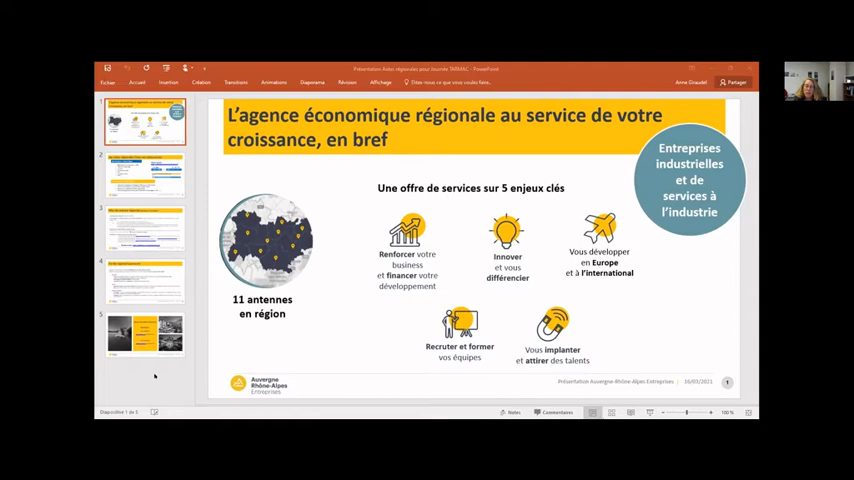 Présentation Aides régionales pour Journée TARMAC - PowerPoint
Fichier Accueil Insertion Création Transitions Animations Diaporama Révision Affichage Dites-nous ce que vous voulez faire... Anne Giraudel Partager
1
2
3
4
5
L'agence économique régionale au service de votre
croissance, en bref
Entreprises
industrielles
et de
services à
l'industrie
Une offre de services sur 5 enjeux clés
11 antennes
en région
Renforcer votre
business
et financer votre
développement
Innover
et vous
différencier
Vous développer
en Europe
et à l'international
Recruter et former
vos équipes
Vous implanter
et attirer des talents
Auvergne
Rhône-Alpes
Entreprises
Présentation Auvergne-Rhône-Alpes Entreprises | 16/03/2021 | 1
Diapositive 1 de 5
Notes Commentaires 100 %